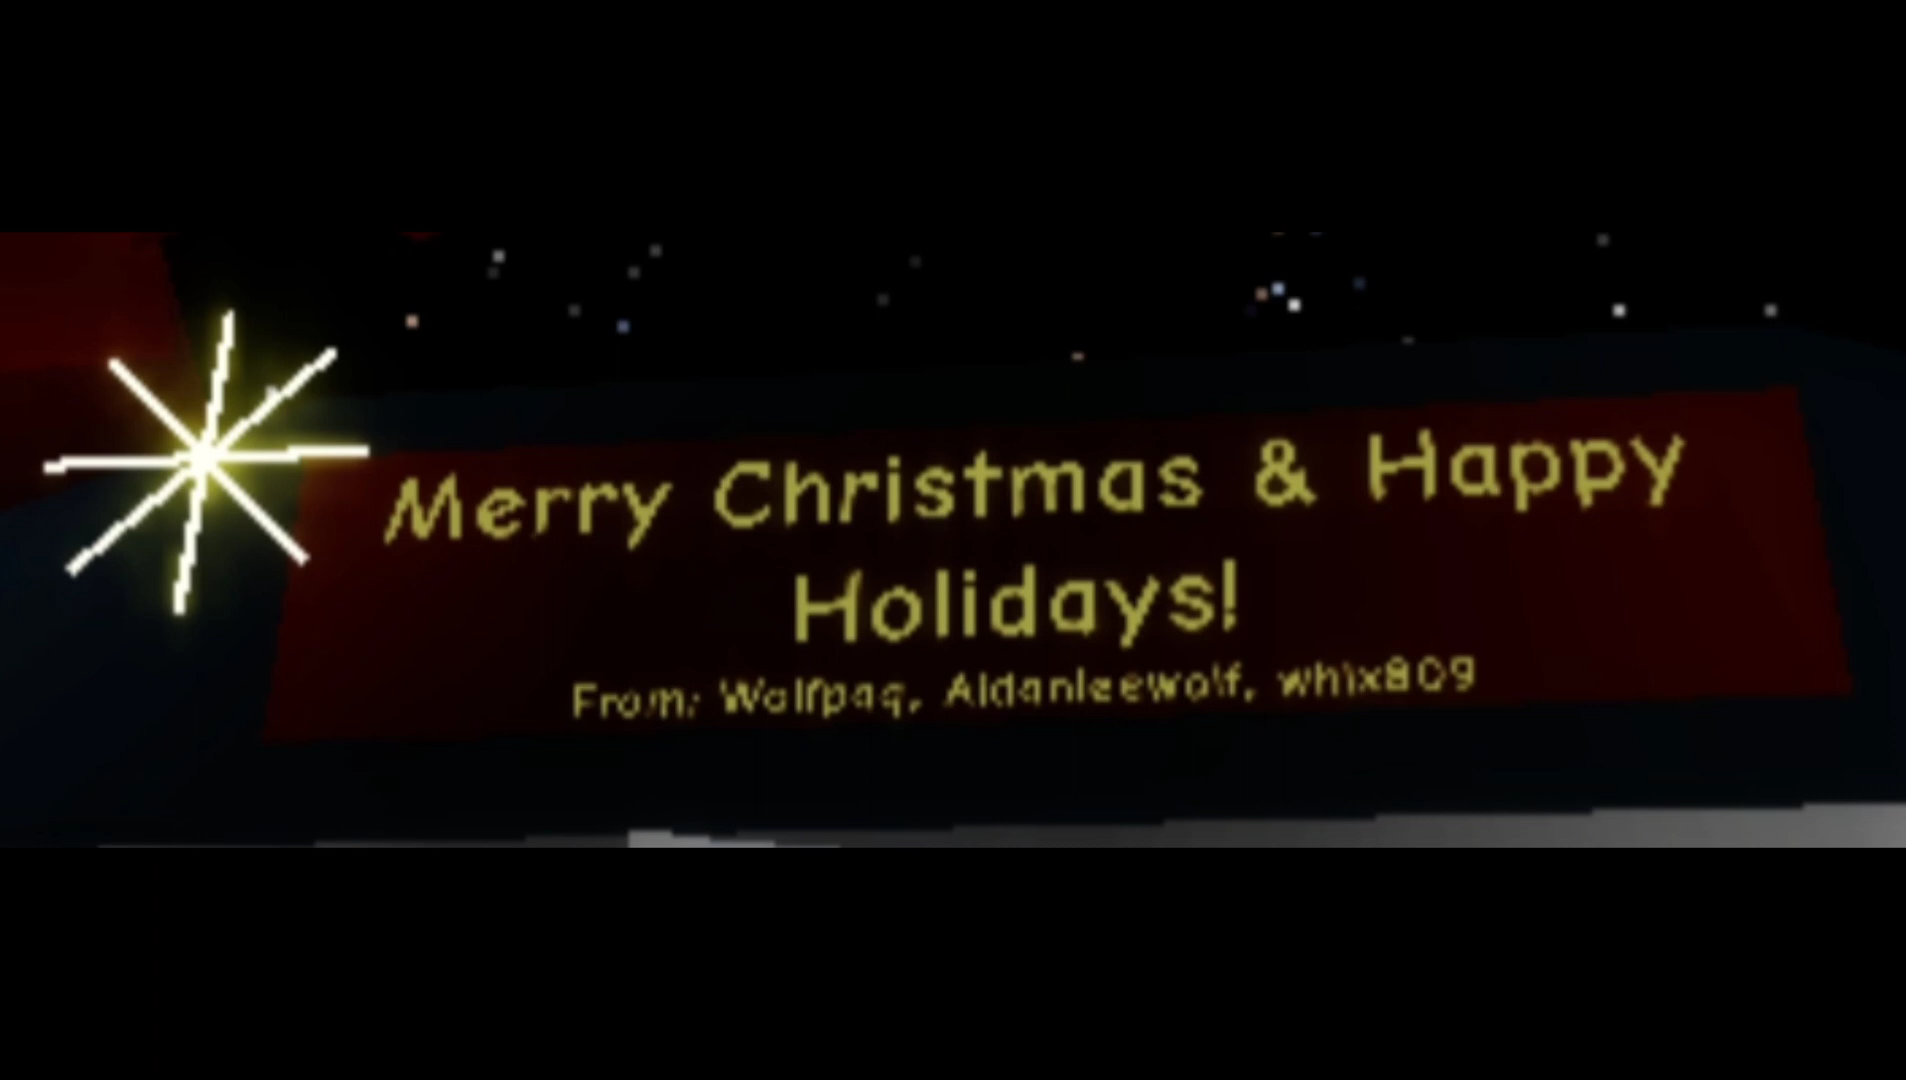 Merry Christmas & Happy
Holidays!
From: Wolfpaq, Aidanleewolf, whix809